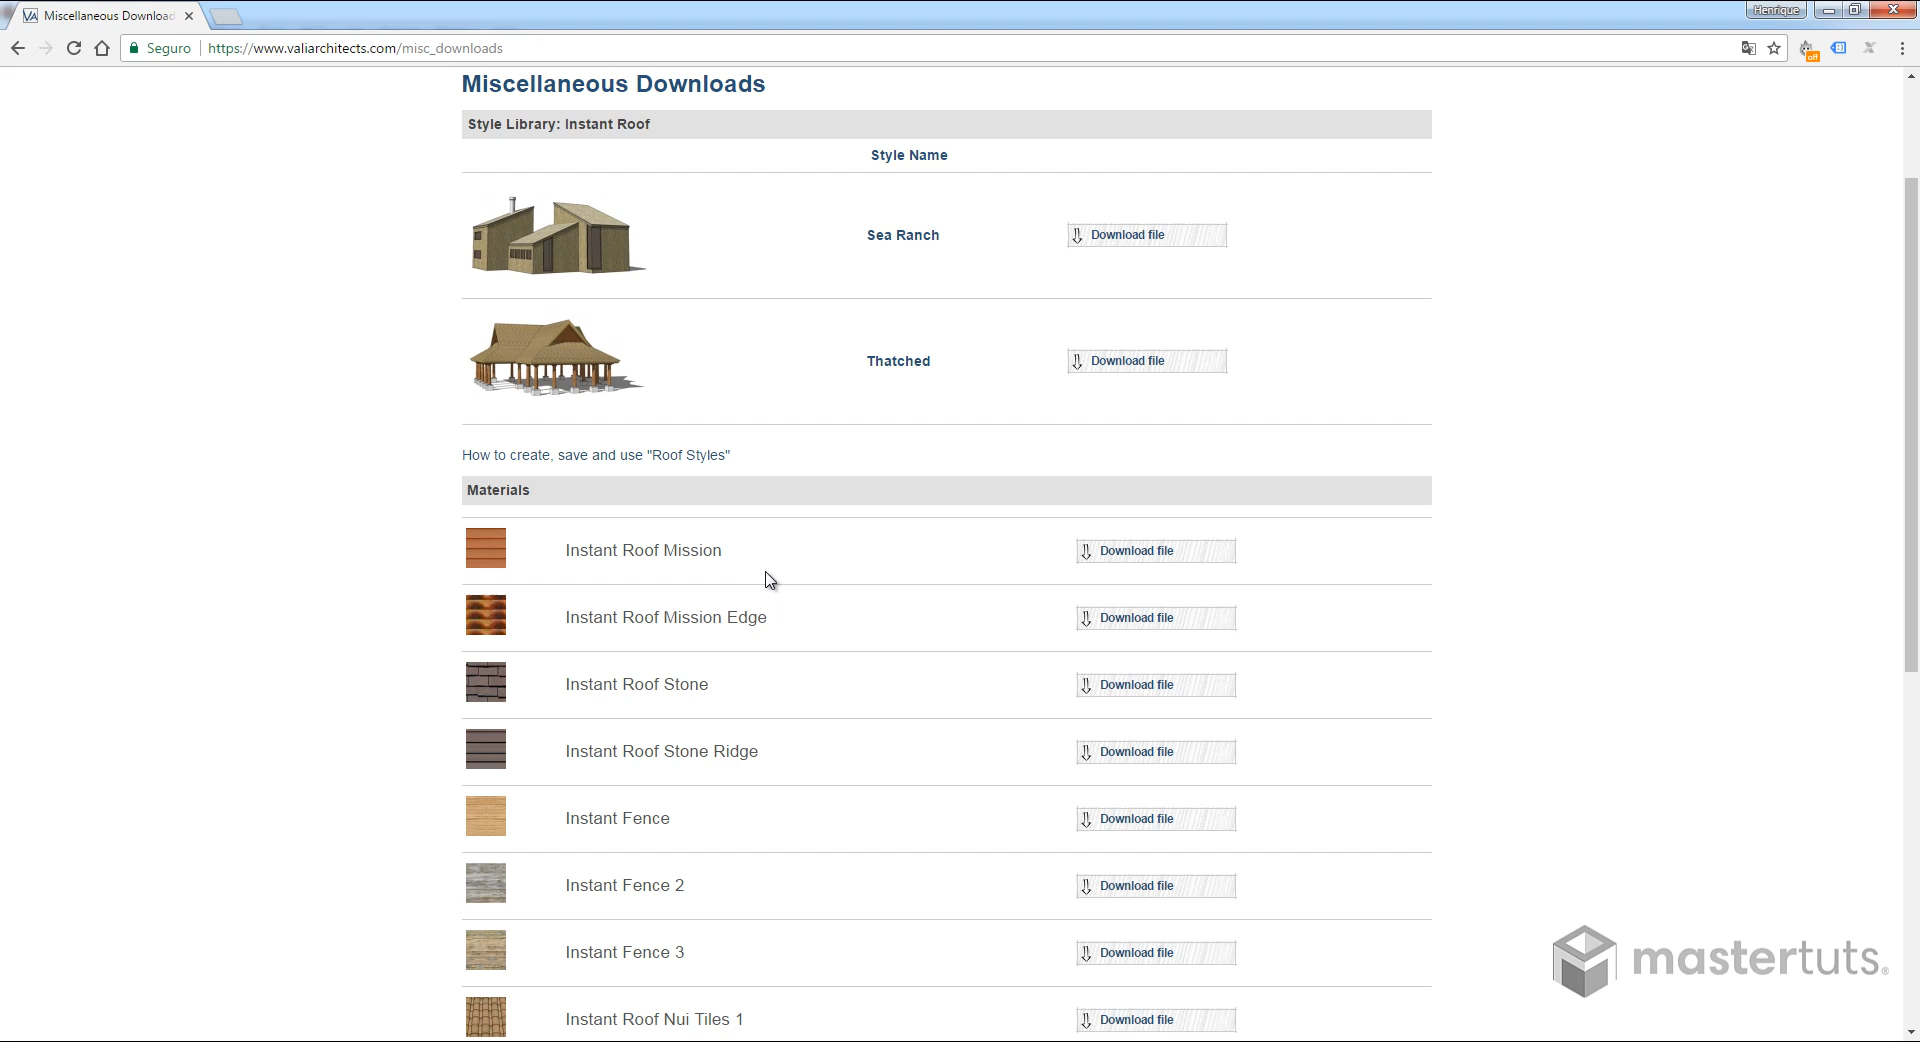 Miscellaneous Download
Henrique
Seguro https://www.valiarchitects.com/misc_downloads
off
Miscellaneous Downloads
Style Library: Instant Roof
Style Name
Sea Ranch Download file
Thatched Download file
How to create, save and use "Roof Styles"
Materials
Instant Roof Mission Download file
Instant Roof Mission Edge Download file
Instant Roof Stone Download file
Instant Roof Stone Ridge Download file
Instant Fence Download file
Instant Fence 2 Download file
Instant Fence 3 Download file
mastertuts.®
Instant Roof Nui Tiles 1 Download file